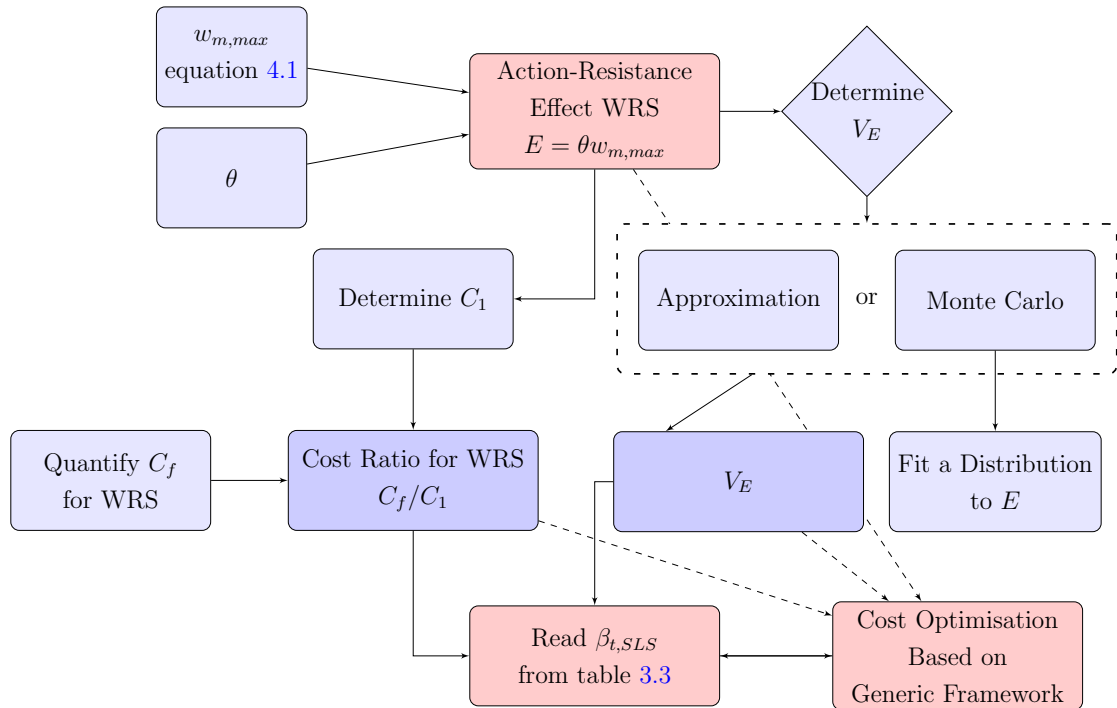 w_{m,max}
equation 4.1
θ
Action-Resistance
Effect WRS
E = θw_{m,max}
Determine
V_E
Determine C_1
Approximation
or
Monte Carlo
Quantify C_f
for WRS
Cost Ratio for WRS
C_f/C_1
V_E
Fit a Distribution
to E
Read β_{t,SLS}
from table 3.3
Cost Optimisation
Based on
Generic Framework